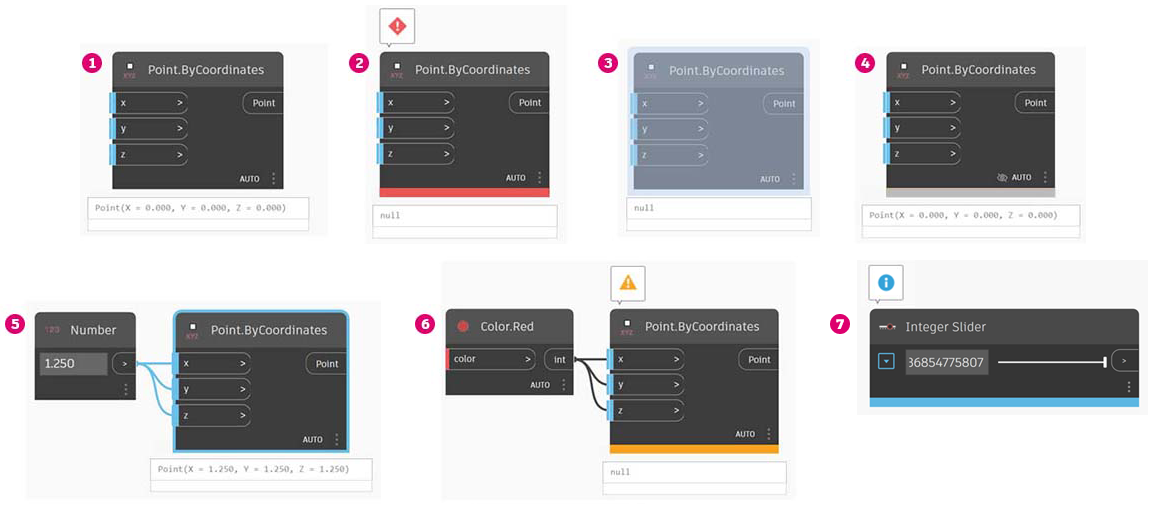 1
XYZ Point.ByCoordinates
x > Point
y >
z >
AUTO
Point(X = 0.000, Y = 0.000, Z = 0.000)
2
XYZ Point.ByCoordinates
x > Point
y >
z >
AUTO
null
3
XYZ Point.ByCoordinates
x > Point
y >
z >
AUTO
null
4
XYZ Point.ByCoordinates
x > Point
y >
z >
AUTO
Point(X = 0.000, Y = 0.000, Z = 0.000)
5
123 Number
1.250 >
XYZ Point.ByCoordinates
x > Point
y >
z >
AUTO
Point(X = 1.250, Y = 1.250, Z = 1.250)
6
Color.Red
color > Int
AUTO
XYZ Point.ByCoordinates
x > Point
y >
z >
AUTO
null
7
Integer Slider
36854775807 >